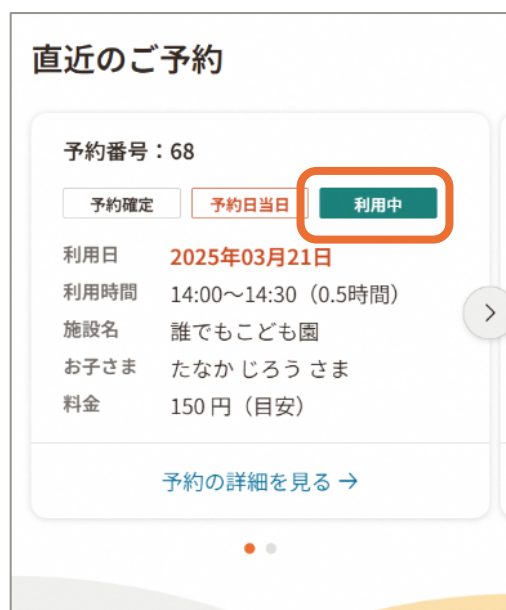 直近のご予約
予約番号：68
予約確定 予約日当日 利用中
利用日 2025年03月21日
利用時間 14:00〜14:30（0.5時間）
施設名 誰でもこども園
お子さま たなか じろう さま
料金 150 円（目安）
予約の詳細を見る →